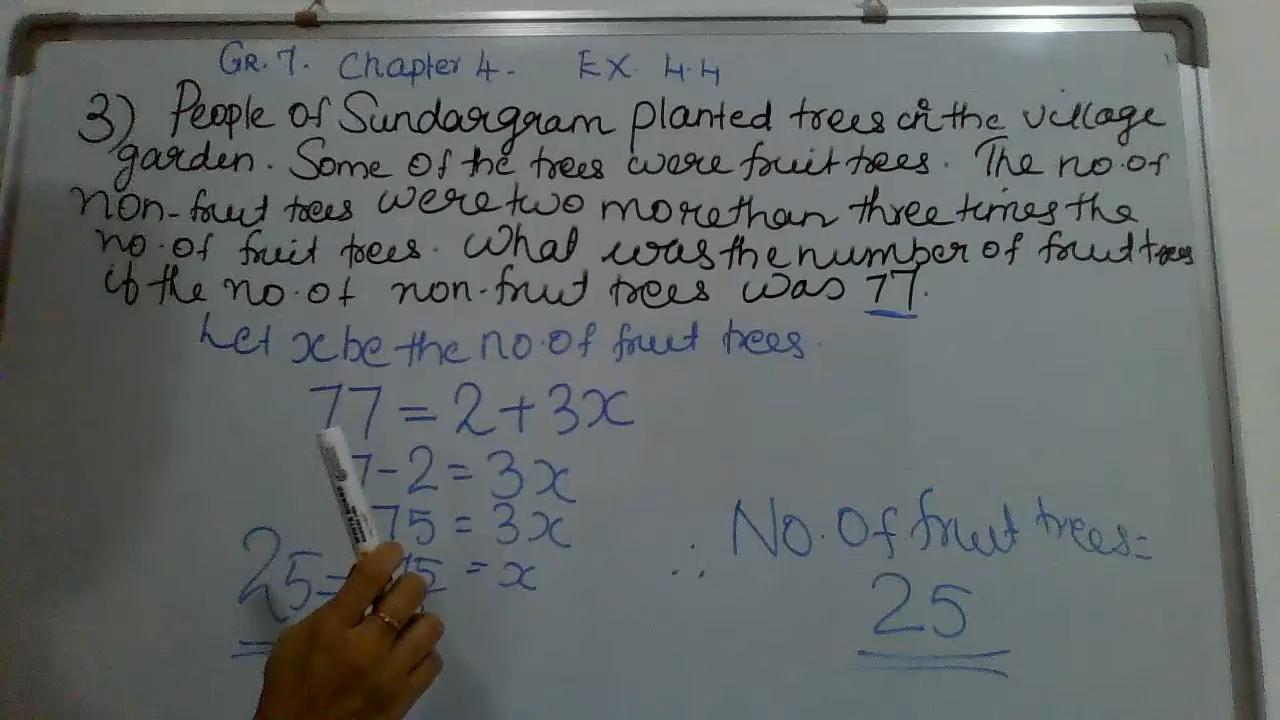 Gr. 7. Chapter 4. EX. 4.4
3) People of Sundargram planted trees in the village
garden. Some of the trees were fruit trees. The no. of
non-fruit trees were two more than three times the
no. of fruit trees. What was the number of fruit trees
if the no. of non-fruit trees was 77.
Let x be the no. of fruit trees.
77 = 2 + 3x
7 - 2 = 3x
75 = 3x
25 = 75 = x
∴ No. Of fruit trees =
25